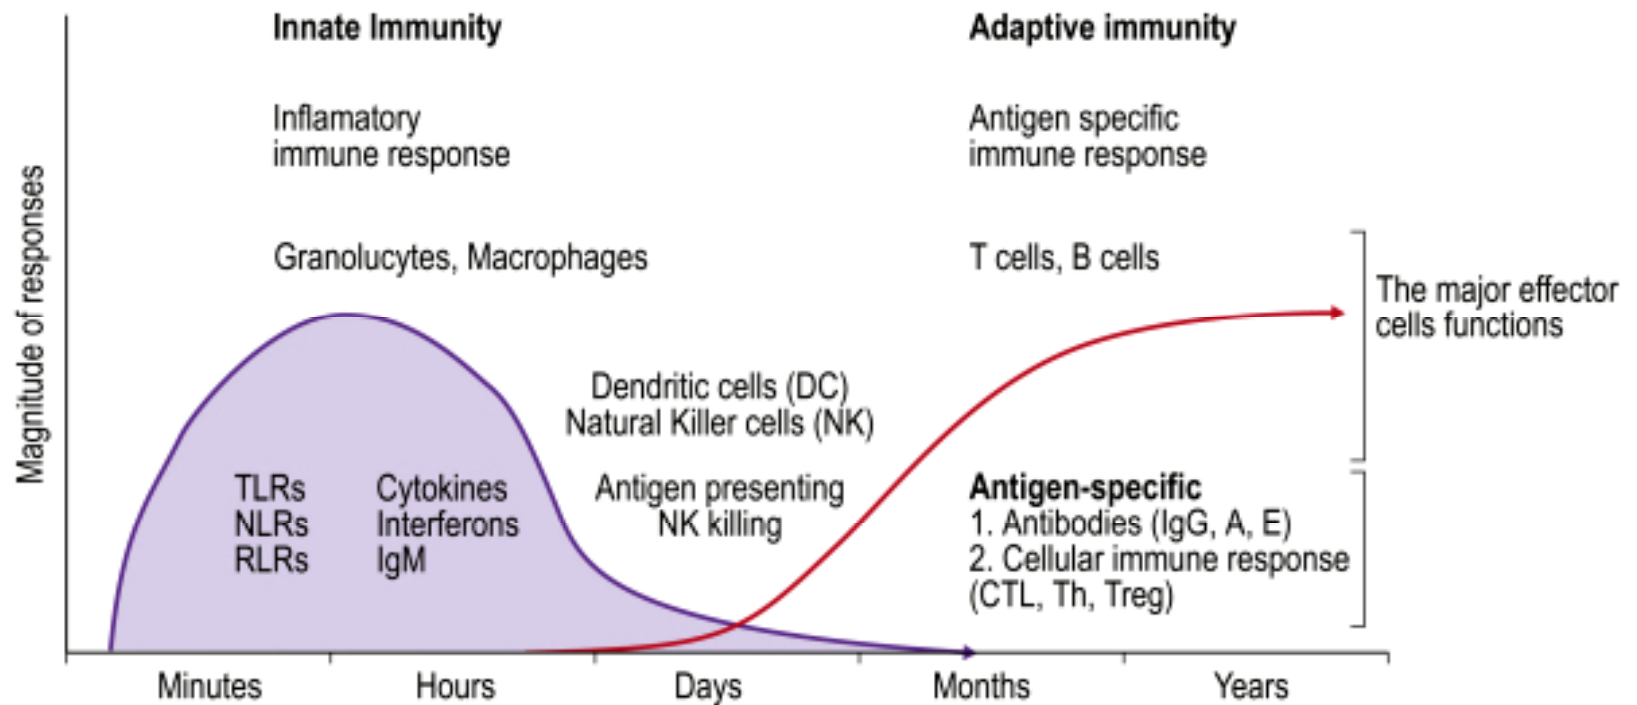 Innate Immunity
Adaptive immunity
Inflamatory
immune response
Antigen specific
immune response
Granolucytes, Macrophages
T cells, B cells
The major effector
cells functions
Magnitude of responses
Dendritic cells (DC)
Natural Killer cells (NK)
TLRs
NLRs
RLRs
Cytokines
Interferons
IgM
Antigen presenting
NK killing
Antigen-specific
1. Antibodies (IgG, A, E)
2. Cellular immune response
(CTL, Th, Treg)
Minutes
Hours
Days
Months
Years